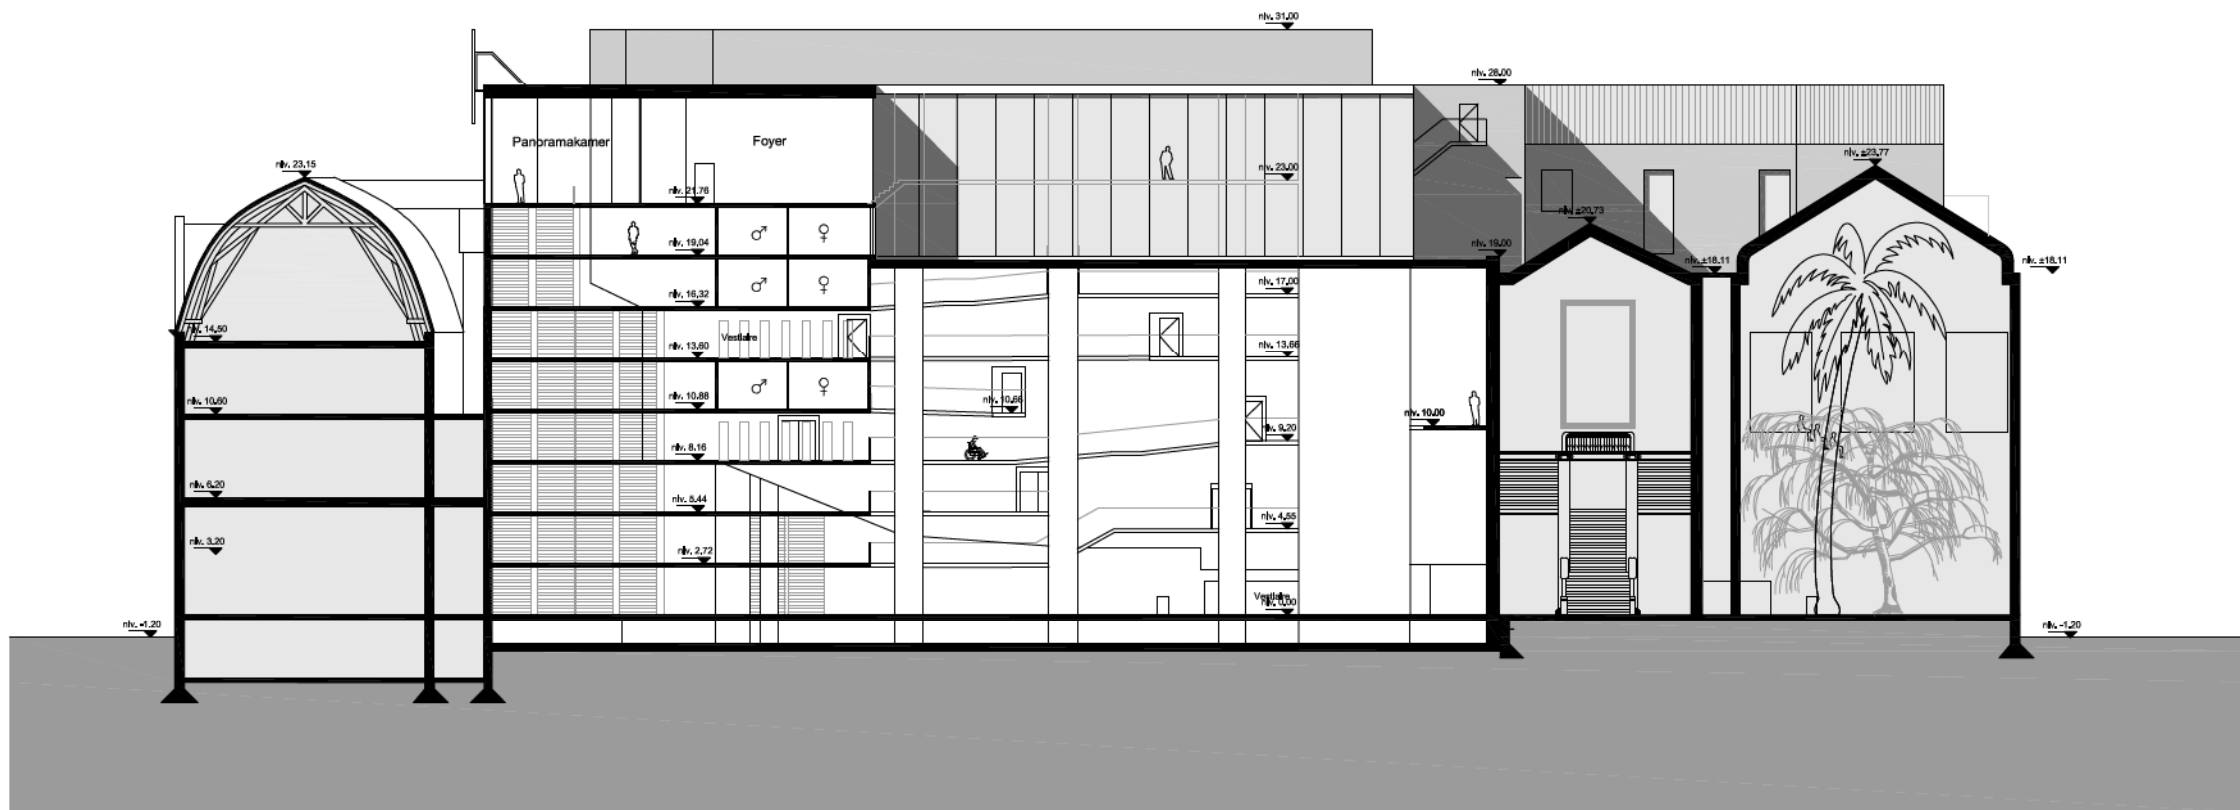 nlv. 31.00
nlv. 28.00
Panoramakamer
Foyer
nlv. 23.15
nlv. ±23.77
nlv. 23.00
nlv. 21.76
nlv. ±20.73
nlv. 19.04
nlv. 19.00
nlv. ±18.11
nlv. ±18.11
nlv. 17.00
nlv. 16.32
nlv. 14.50
Vestiaire
nlv. 13.60
nlv. 13.66
nlv. 10.60
nlv. 10.88
nlv. 10.66
nlv. 10.00
nlv. 9.20
nlv. 8.16
nlv. 6.20
nlv. 5.44
nlv. 4.55
nlv. 3.20
nlv. 2.72
Vestiaire
nlv. 0.00
nlv. -1.20
nlv. -1.20